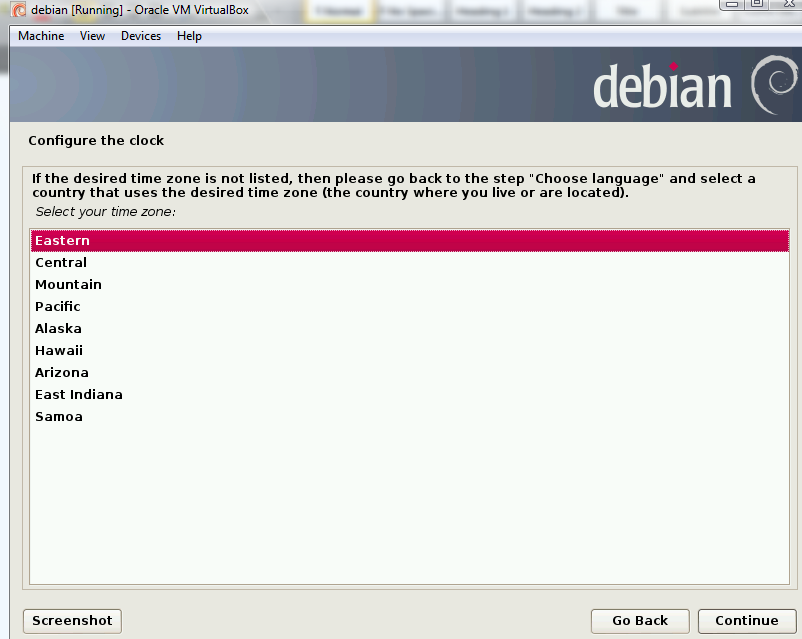 debian [Running] - Oracle VM VirtualBox
Machine View Devices Help
debian
Configure the clock
If the desired time zone is not listed, then please go back to the step "Choose language" and select a
country that uses the desired time zone (the country where you live or are located).
Select your time zone:
Eastern
Central
Mountain
Pacific
Alaska
Hawaii
Arizona
East Indiana
Samoa
Screenshot Go Back Continue